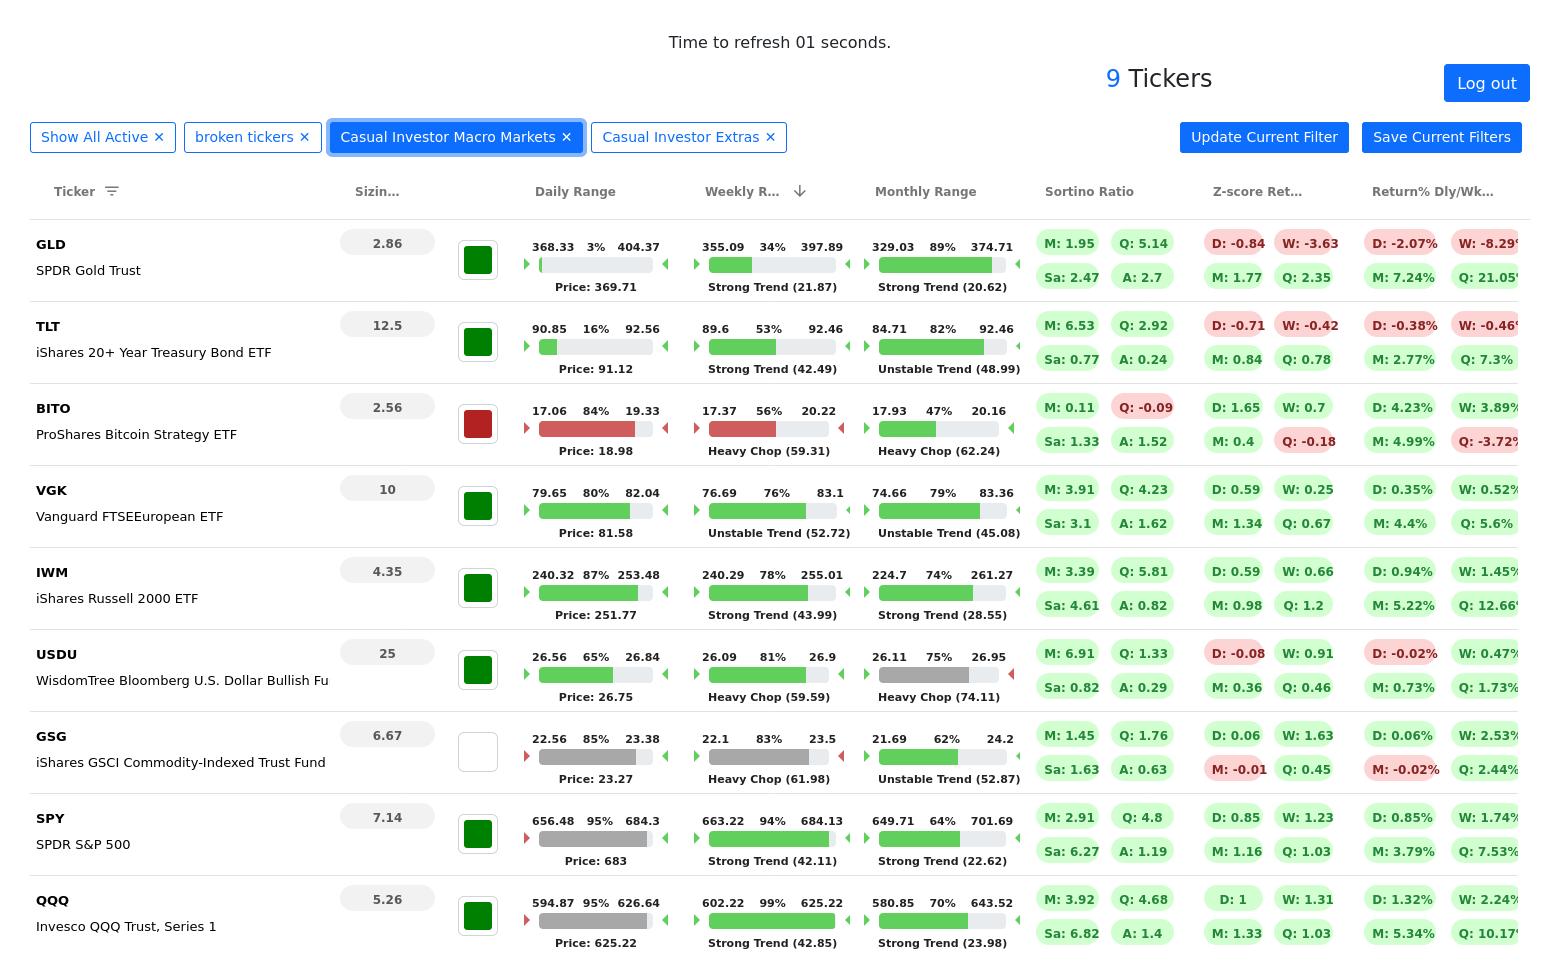 Time to refresh 01 seconds.
9 Tickers
Log out
Show All Active ✕ broken tickers ✕ Casual Investor Macro Markets ✕ Casual Investor Extras ✕ Update Current Filter Save Current Filters
Ticker Sizin… Daily Range Weekly R… Monthly Range Sortino Ratio Z-score Ret… Return% Dly/Wk…
GLD 2.86 368.33 3% 404.37 355.09 34% 397.89 329.03 89% 374.71 M: 1.95 Q: 5.14 D: -0.84 W: -3.63 D: -2.07% W: -8.29%
SPDR Gold Trust Price: 369.71 Strong Trend (21.87) Strong Trend (20.62) Sa: 2.47 A: 2.7 M: 1.77 Q: 2.35 M: 7.24% Q: 21.05%
TLT 12.5 90.85 16% 92.56 89.6 53% 92.46 84.71 82% 92.46 M: 6.53 Q: 2.92 D: -0.71 W: -0.42 D: -0.38% W: -0.46%
iShares 20+ Year Treasury Bond ETF Price: 91.12 Strong Trend (42.49) Unstable Trend (48.99) Sa: 0.77 A: 0.24 M: 0.84 Q: 0.78 M: 2.77% Q: 7.3%
BITO 2.56 17.06 84% 19.33 17.37 56% 20.22 17.93 47% 20.16 M: 0.11 Q: -0.09 D: 1.65 W: 0.7 D: 4.23% W: 3.89%
ProShares Bitcoin Strategy ETF Price: 18.98 Heavy Chop (59.31) Heavy Chop (62.24) Sa: 1.33 A: 1.52 M: 0.4 Q: -0.18 M: 4.99% Q: -3.72%
VGK 10 79.65 80% 82.04 76.69 76% 83.1 74.66 79% 83.36 M: 3.91 Q: 4.23 D: 0.59 W: 0.25 D: 0.35% W: 0.52%
Vanguard FTSEEuropean ETF Price: 81.58 Unstable Trend (52.72) Unstable Trend (45.08) Sa: 3.1 A: 1.62 M: 1.34 Q: 0.67 M: 4.4% Q: 5.6%
IWM 4.35 240.32 87% 253.48 240.29 78% 255.01 224.7 74% 261.27 M: 3.39 Q: 5.81 D: 0.59 W: 0.66 D: 0.94% W: 1.45%
iShares Russell 2000 ETF Price: 251.77 Strong Trend (43.99) Strong Trend (28.55) Sa: 4.61 A: 0.82 M: 0.98 Q: 1.2 M: 5.22% Q: 12.66%
USDU 25 26.56 65% 26.84 26.09 81% 26.9 26.11 75% 26.95 M: 6.91 Q: 1.33 D: -0.08 W: 0.91 D: -0.02% W: 0.47%
WisdomTree Bloomberg U.S. Dollar Bullish Fu Price: 26.75 Heavy Chop (59.59) Heavy Chop (74.11) Sa: 0.82 A: 0.29 M: 0.36 Q: 0.46 M: 0.73% Q: 1.73%
GSG 6.67 22.56 85% 23.38 22.1 83% 23.5 21.69 62% 24.2 M: 1.45 Q: 1.76 D: 0.06 W: 1.63 D: 0.06% W: 2.53%
iShares GSCI Commodity-Indexed Trust Fund Price: 23.27 Heavy Chop (61.98) Unstable Trend (52.87) Sa: 1.63 A: 0.63 M: -0.01 Q: 0.45 M: -0.02% Q: 2.44%
SPY 7.14 656.48 95% 684.3 663.22 94% 684.13 649.71 64% 701.69 M: 2.91 Q: 4.8 D: 0.85 W: 1.23 D: 0.85% W: 1.74%
SPDR S&P 500 Price: 683 Strong Trend (42.11) Strong Trend (22.62) Sa: 6.27 A: 1.19 M: 1.16 Q: 1.03 M: 3.79% Q: 7.53%
QQQ 5.26 594.87 95% 626.64 602.22 99% 625.22 580.85 70% 643.52 M: 3.92 Q: 4.68 D: 1 W: 1.31 D: 1.32% W: 2.24%
Invesco QQQ Trust, Series 1 Price: 625.22 Strong Trend (42.85) Strong Trend (23.98) Sa: 6.82 A: 1.4 M: 1.33 Q: 1.03 M: 5.34% Q: 10.17%